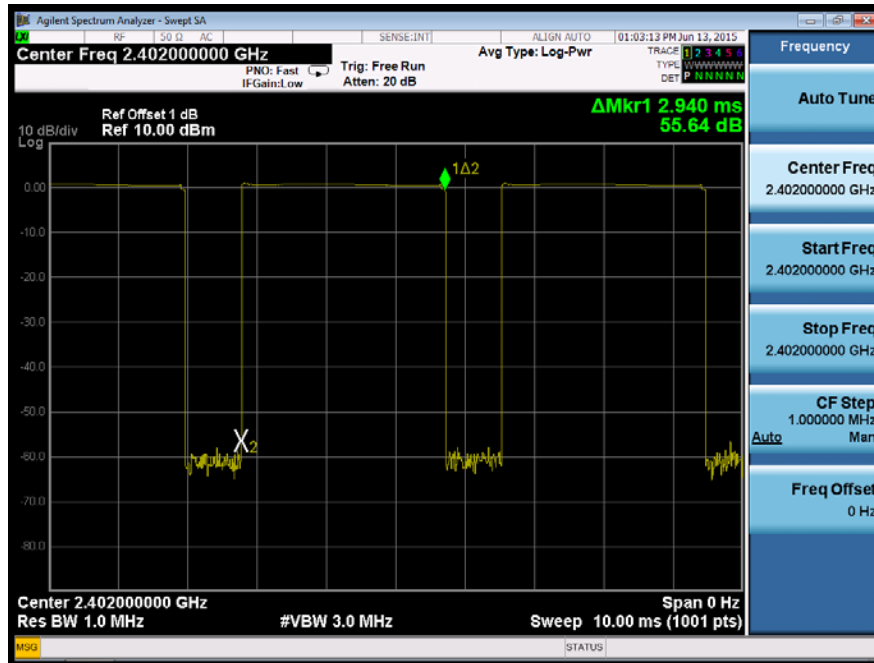 Agilent Spectrum Analyzer - Swept SA
LXI RF 50 Ω AC SENSE:INT ALIGN AUTO 01:03:13 PM Jun 13, 2015
Center Freq 2.402000000 GHz
PNO: Fast
IFGain:Low
Trig: Free Run
Atten: 20 dB
Avg Type: Log-Pwr
TRACE 1 2 3 4 5 6
TYPE WWWWWW
DET P N N N N N
Ref Offset 1 dB
10 dB/div Ref 10.00 dBm
Log
ΔMkr1 2.940 ms
55.64 dB
1Δ2
0.00
-10.0
-20.0
-30.0
-40.0
-50.0
X2
-60.0
-70.0
-80.0
Center 2.402000000 GHz Span 0 Hz
Res BW 1.0 MHz #VBW 3.0 MHz Sweep 10.00 ms (1001 pts)
MSG STATUS
Frequency
Auto Tune
Center Freq
2.402000000 GHz
Start Freq
2.402000000 GHz
Stop Freq
2.402000000 GHz
CF Step
1.000000 MHz
Auto Man
Freq Offset
0 Hz